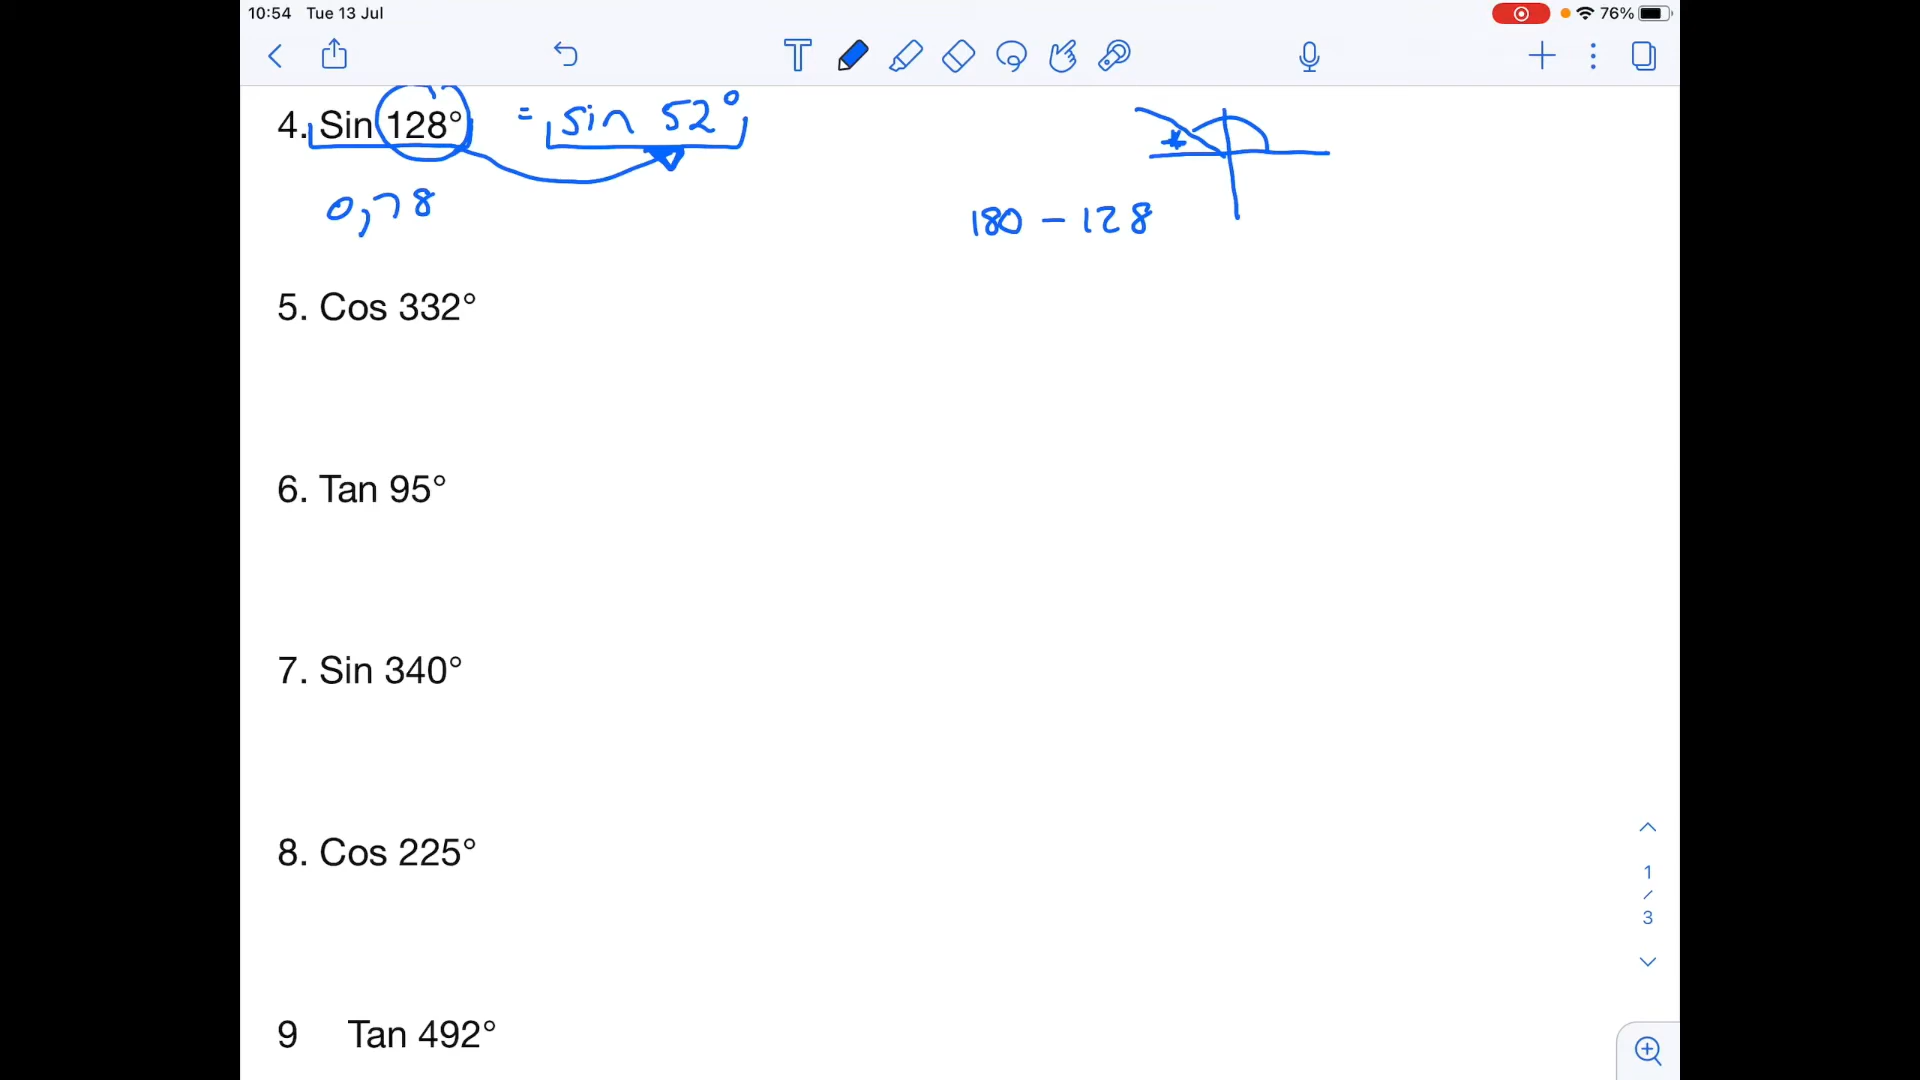 10:54 Tue 13 Jul
76%
T
4. Sin 128° = sin 52°
0,78
180 - 128
5. Cos 332°
6. Tan 95°
7. Sin 340°
8. Cos 225°
1
/
3
9 Tan 492°